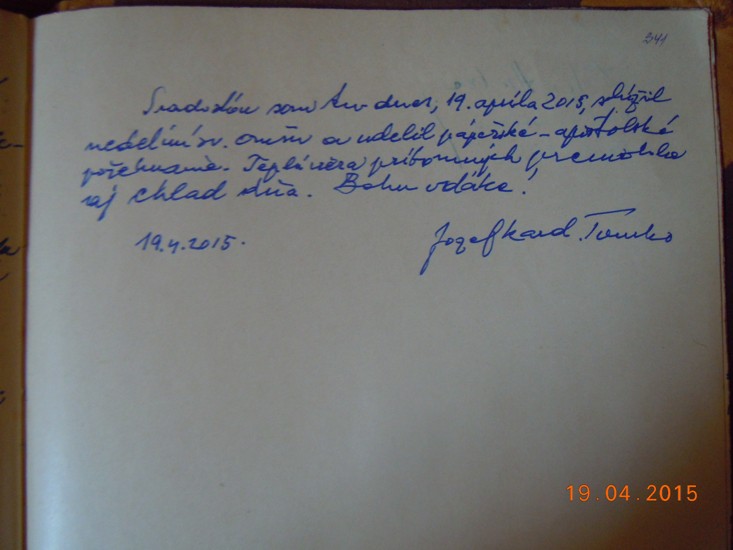 341
S radosťou som tu dnes, 19. apríla 2015, slúžil
nedeľnú sv. omšu a udelil pápežské-apoštolské
požehnanie. Teplá viera prítomných premohla
aj chlad dňa. Bohu vďaka!
19.4.2015. Jozef kard. Tomko
19.04.2015